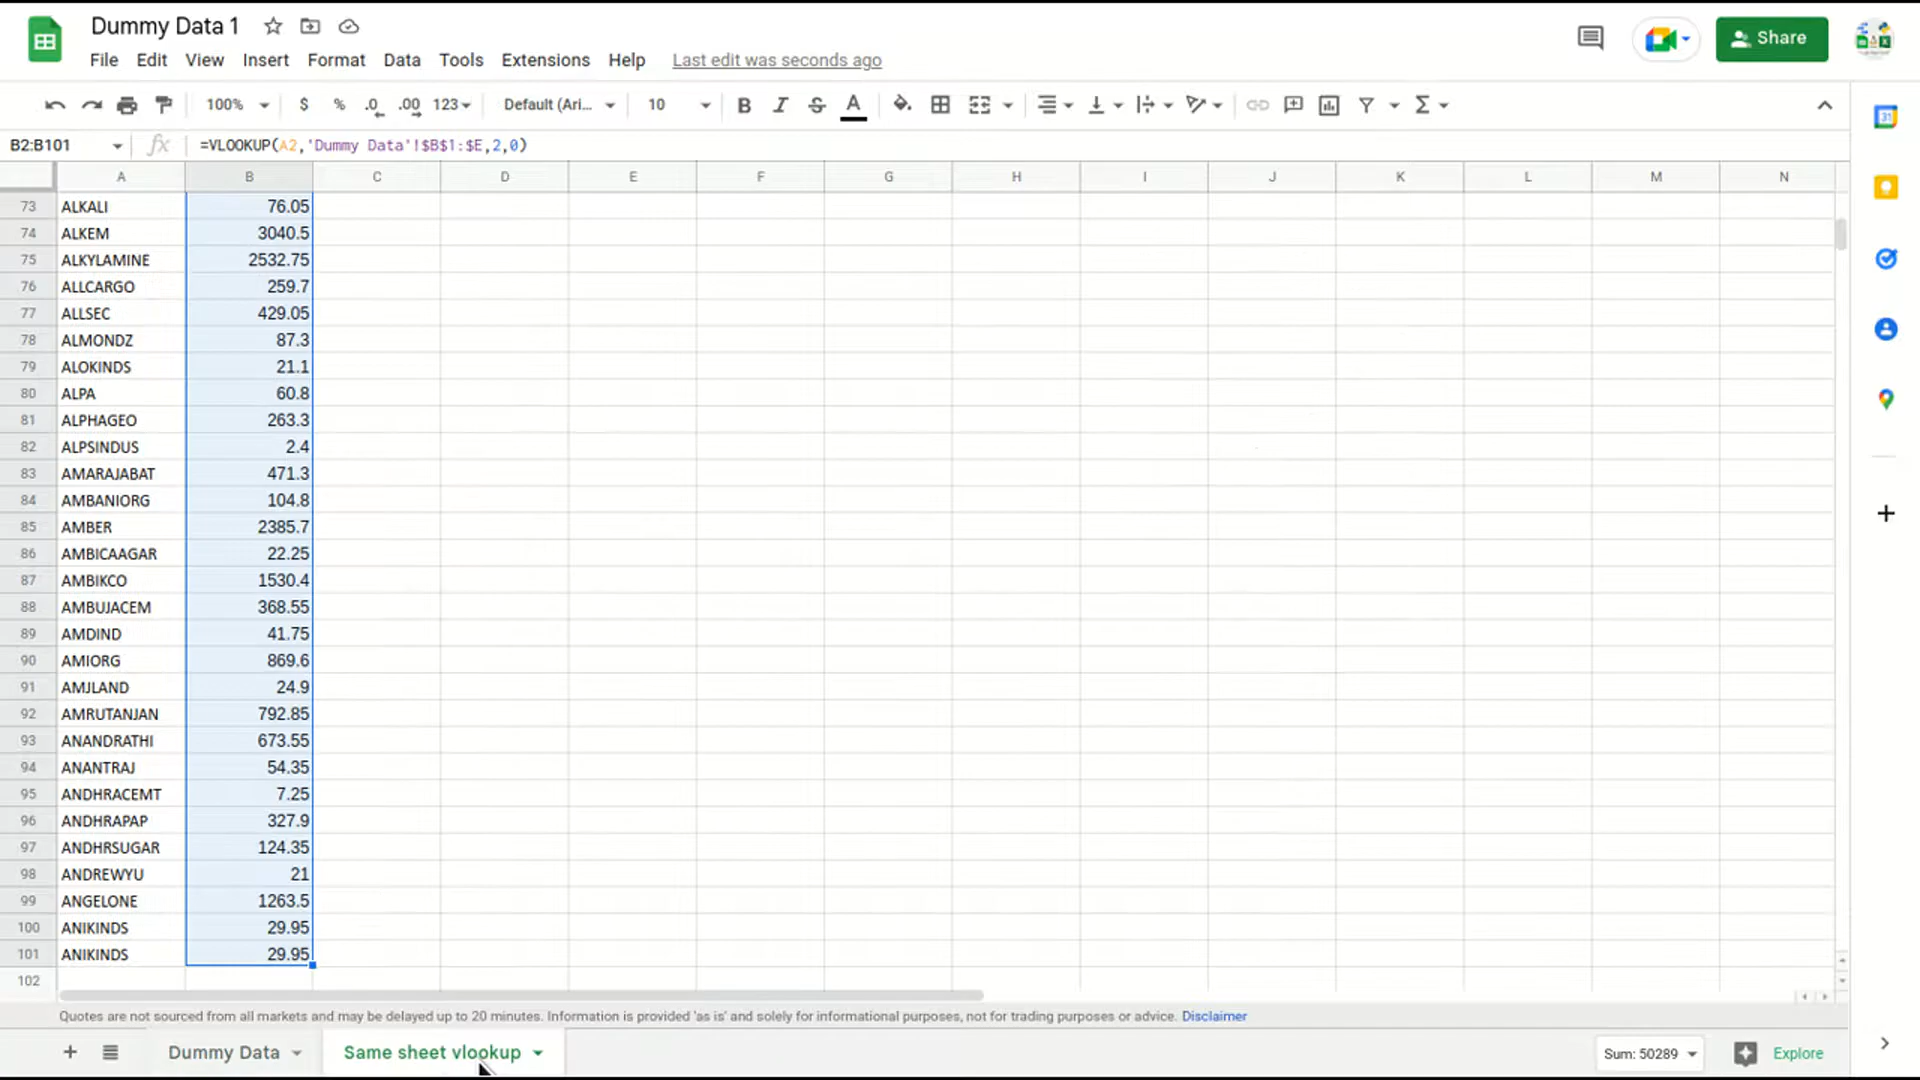 Dummy Data 1
File Edit View Insert Format Data Tools Extensions Help Last edit was seconds ago
Share
100% $ % .0 .00 123 Default (Ari... 10 B I S A Σ
B2:B101 fx =VLOOKUP(A2,'Dummy Data'!$B$1:$E,2,0)
A B C D E F G H I J K L M N
73 ALKALI 76.05
74 ALKEM 3040.5
75 ALKYLAMINE 2532.75
76 ALLCARGO 259.7
77 ALLSEC 429.05
78 ALMONDZ 87.3
79 ALOKINDS 21.1
80 ALPA 60.8
81 ALPHAGEO 263.3
82 ALPSINDUS 2.4
83 AMARAJABAT 471.3
84 AMBANIORG 104.8
85 AMBER 2385.7
86 AMBICAAGAR 22.25
87 AMBIKCO 1530.4
88 AMBUJACEM 368.55
89 AMDIND 41.75
90 AMIORG 869.6
91 AMJLAND 24.9
92 AMRUTANJAN 792.85
93 ANANDRATHI 673.55
94 ANANTRAJ 54.35
95 ANDHRACEMT 7.25
96 ANDHRAPAP 327.9
97 ANDHRSUGAR 124.35
98 ANDREWYU 21
99 ANGELONE 1263.5
100 ANIKINDS 29.95
101 ANIKINDS 29.95
102
Quotes are not sourced from all markets and may be delayed up to 20 minutes. Information is provided 'as is' and solely for informational purposes, not for trading purposes or advice. Disclaimer
Dummy Data Same sheet vlookup Sum: 50289 Explore